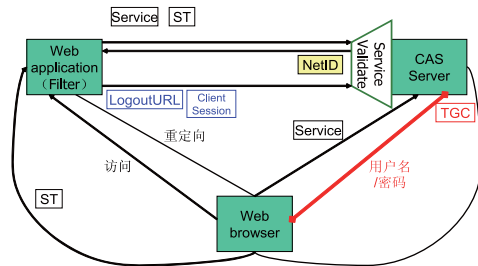 Service ST
Web
application
（Filter）
Service
Validate
CAS
Server
NetID
LogoutURL
Client
Session
TGC
Service
重定向
访问
用户名
/密码
ST
Web
browser